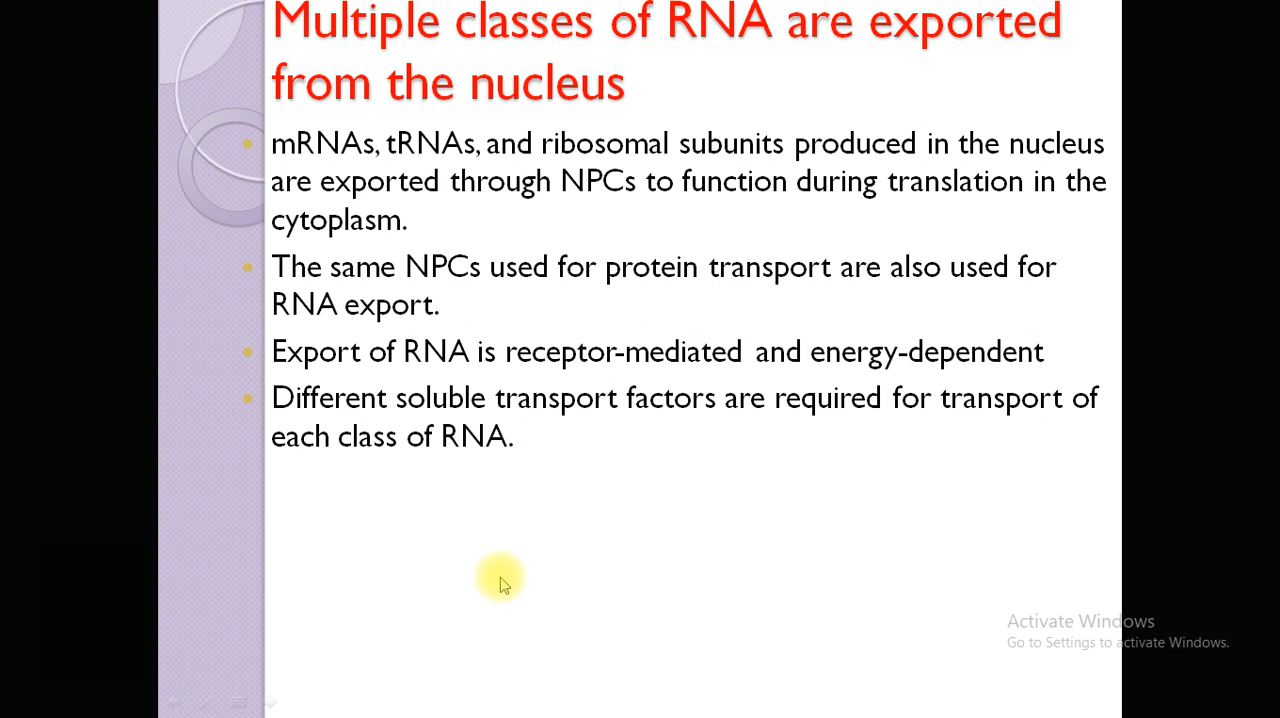 Multiple classes of RNA are exported
from the nucleus
mRNAs, tRNAs, and ribosomal subunits produced in the nucleus
are exported through NPCs to function during translation in the
cytoplasm.
The same NPCs used for protein transport are also used for
RNA export.
Export of RNA is receptor-mediated and energy-dependent
Different soluble transport factors are required for transport of
each class of RNA.
Activate Windows
Go to Settings to activate Windows.